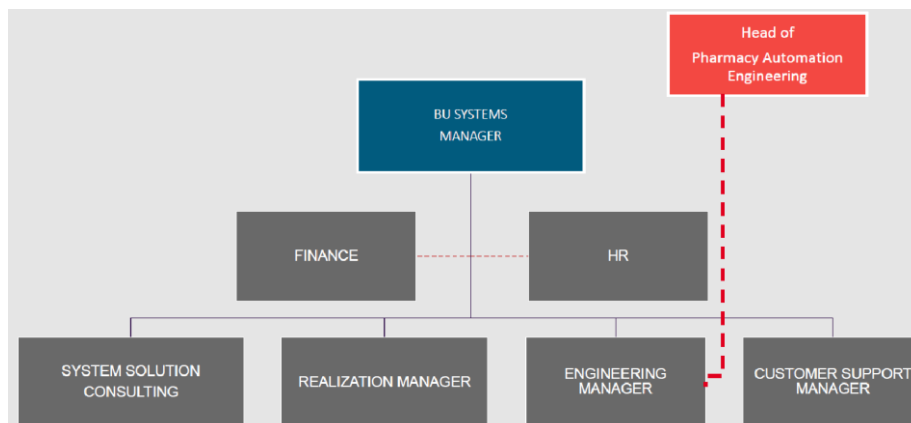 Head of
Pharmacy Automation
Engineering
BU SYSTEMS
MANAGER
FINANCE
HR
SYSTEM SOLUTION
CONSULTING
REALIZATION MANAGER
ENGINEERING
MANAGER
CUSTOMER SUPPORT
MANAGER